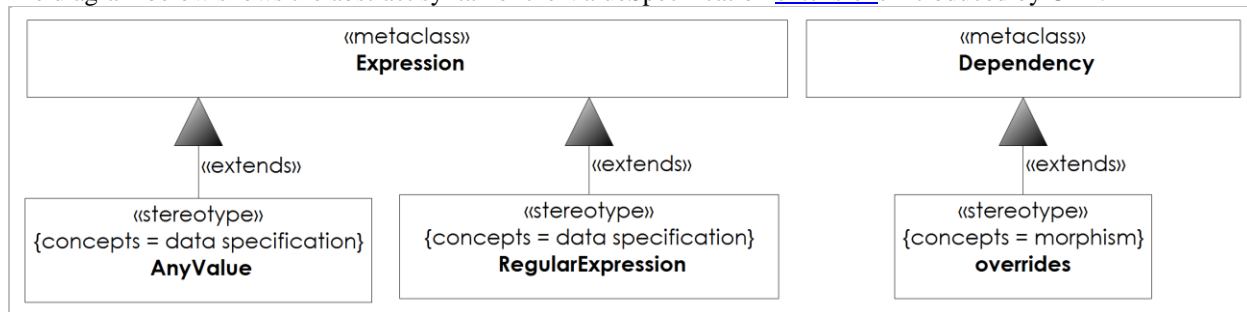 «metaclass»
Expression
«metaclass»
Dependency
«extends»
«extends»
«extends»
«stereotype»
{concepts = data specification}
AnyValue
«stereotype»
{concepts = data specification}
RegularExpression
«stereotype»
{concepts = morphism}
overrides